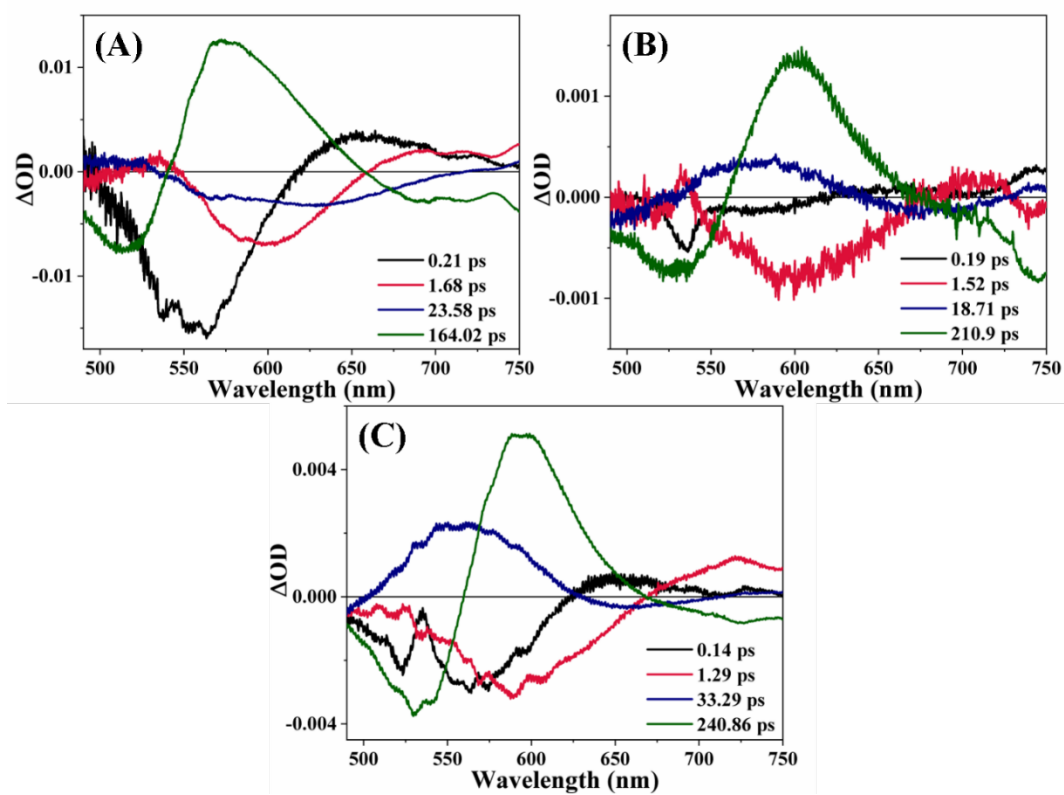 (A)
ΔOD
0.01
0.00
-0.01
0.21 ps
1.68 ps
23.58 ps
164.02 ps
500 550 600 650 700 750
Wavelength (nm)
(B)
ΔOD
0.001
0.000
-0.001
0.19 ps
1.52 ps
18.71 ps
210.9 ps
500 550 600 650 700 750
Wavelength (nm)
(C)
ΔOD
0.004
0.000
-0.004
0.14 ps
1.29 ps
33.29 ps
240.86 ps
500 550 600 650 700 750
Wavelength (nm)